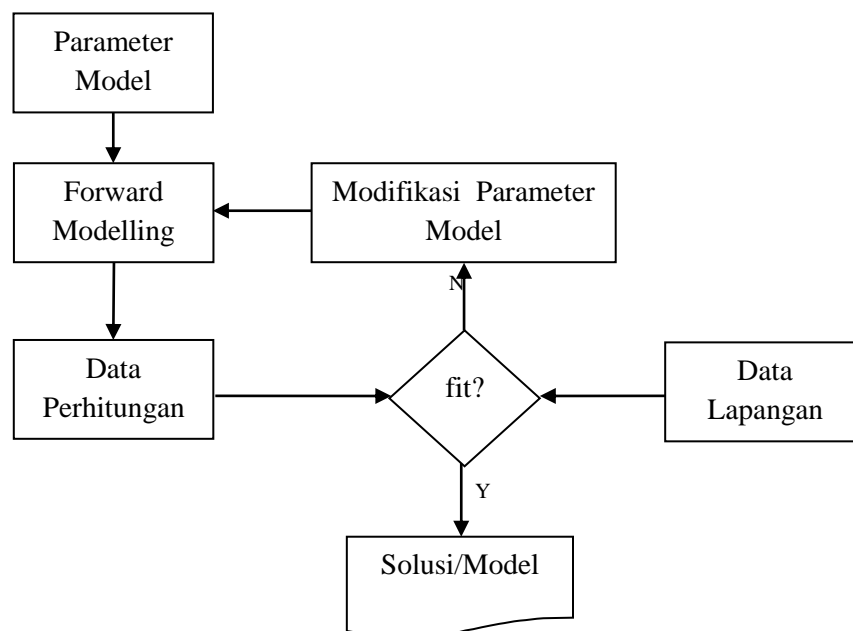 Parameter
Model
Forward
Modelling
Modifikasi Parameter
Model
N
Data
Perhitungan
fit?
Data
Lapangan
Y
Solusi/Model